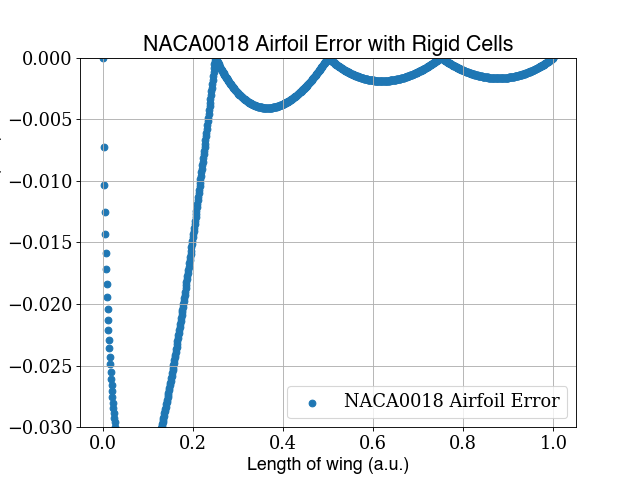 NACA0018 Airfoil Error with Rigid Cells
0.000
−0.005
−0.010
−0.015
−0.020
−0.025
−0.030
NACA0018 Airfoil Error
0.0 0.2 0.4 0.6 0.8 1.0
Length of wing (a.u.)